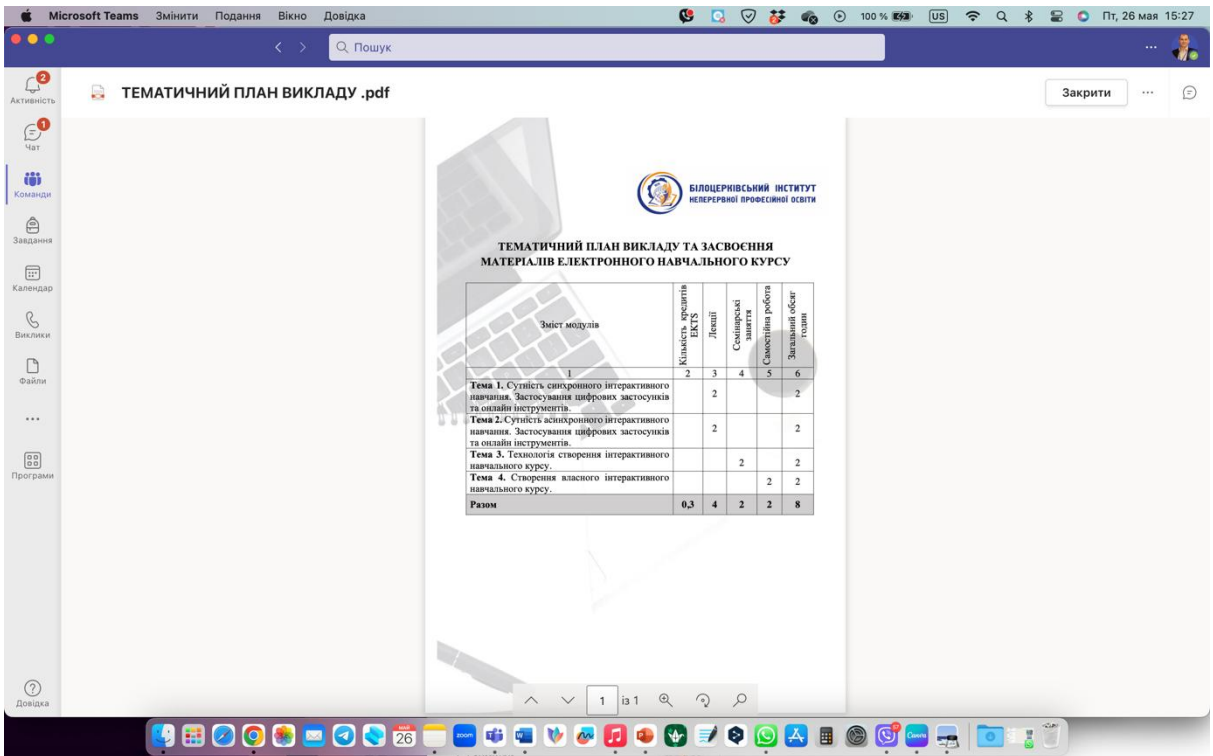 Microsoft Teams Змінити Подання Вікно Довідка 100 % US Пт, 26 мая 15:27
Пошук
2
Активність
ТЕМАТИЧНИЙ ПЛАН ВИКЛАДУ .pdf
Закрити
1
Чат
Команди
Завдання
Календар
Виклики
Файли
Програми
Довідка
БІЛОЦЕРКІВСЬКИЙ ІНСТИТУТ
НЕПЕРЕРВНОЇ ПРОФЕСІЙНОЇ ОСВІТИ
ТЕМАТИЧНИЙ ПЛАН ВИКЛАДУ ТА ЗАСВОЄННЯ
МАТЕРІАЛІВ ЕЛЕКТРОННОГО НАВЧАЛЬНОГО КУРСУ
Зміст модулів
Кількість кредитів
EKTS
Лекції
Семінарські
заняття
Самостійна робота
Загальний обсяг
годин
1 2 3 4 5 6
Тема 1. Сутність синхронного інтерактивного
навчання. Застосування цифрових застосунків
та онлайн інструментів.
2 2
Тема 2. Сутність асинхронного інтерактивного
навчання. Застосування цифрових застосунків
та онлайн інструментів.
2 2
Тема 3. Технологія створення інтерактивного
навчального курсу.
2 2
Тема 4. Створення власного інтерактивного
навчального курсу.
2 2
Разом 0,3 4 2 2 8
1 із 1
26
zoom